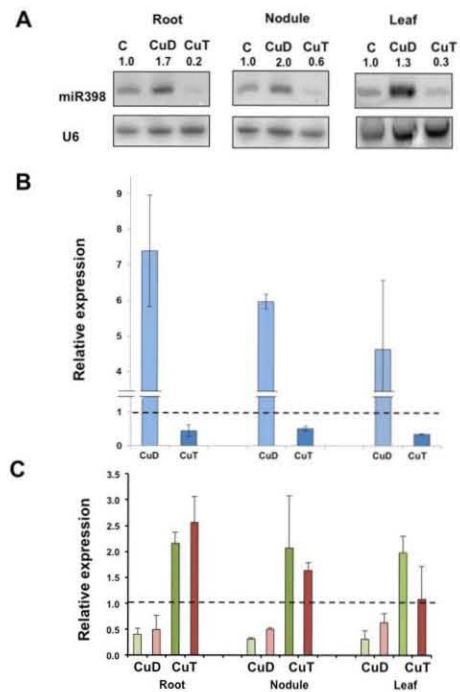 A
Root Nodule Leaf
C CuD CuT C CuD CuT C CuD CuT
1.0 1.7 0.2 1.0 2.0 0.6 1.0 1.3 0.3
miR398
U6
B
Relative expression
9
8
7
6
5
4
1
0
CuD CuT CuD CuT CuD CuT
C
Relative expression
3.5
3.0
2.5
2.0
1.5
1.0
0.5
0.0
CuD CuT CuD CuT CuD CuT
Root Nodule Leaf